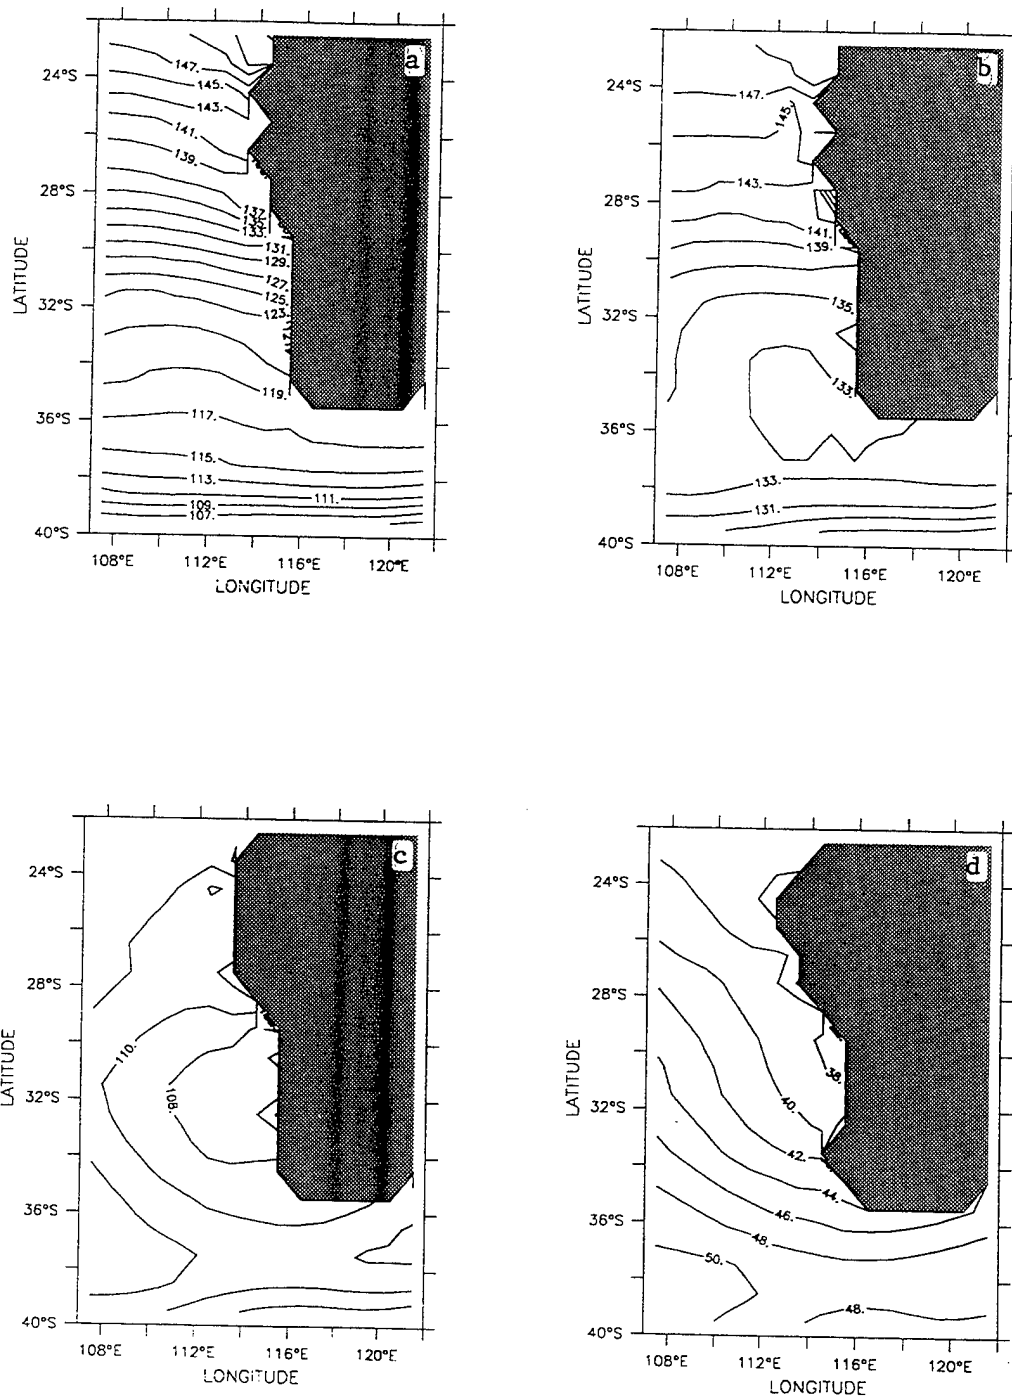 a
147.
145.
143.
141.
139.
137.
135.
133.
131.
129.
127.
125.
123.
117.
119.
117.
115.
113.
111.
109.
107.
24°S
28°S
32°S
36°S
40°S
LATITUDE
108°E 112°E 116°E 120°E
LONGITUDE
b
147.
145.
143.
141.
139.
135.
133.
133.
131.
24°S
28°S
32°S
36°S
40°S
LATITUDE
108°E 112°E 116°E 120°E
LONGITUDE
c
110.
108.
24°S
28°S
32°S
36°S
40°S
LATITUDE
108°E 112°E 116°E 120°E
LONGITUDE
d
38.
40.
42.
44.
46.
48.
50.
48.
24°S
28°S
32°S
36°S
40°S
LATITUDE
108°E 112°E 116°E 120°E
LONGITUDE